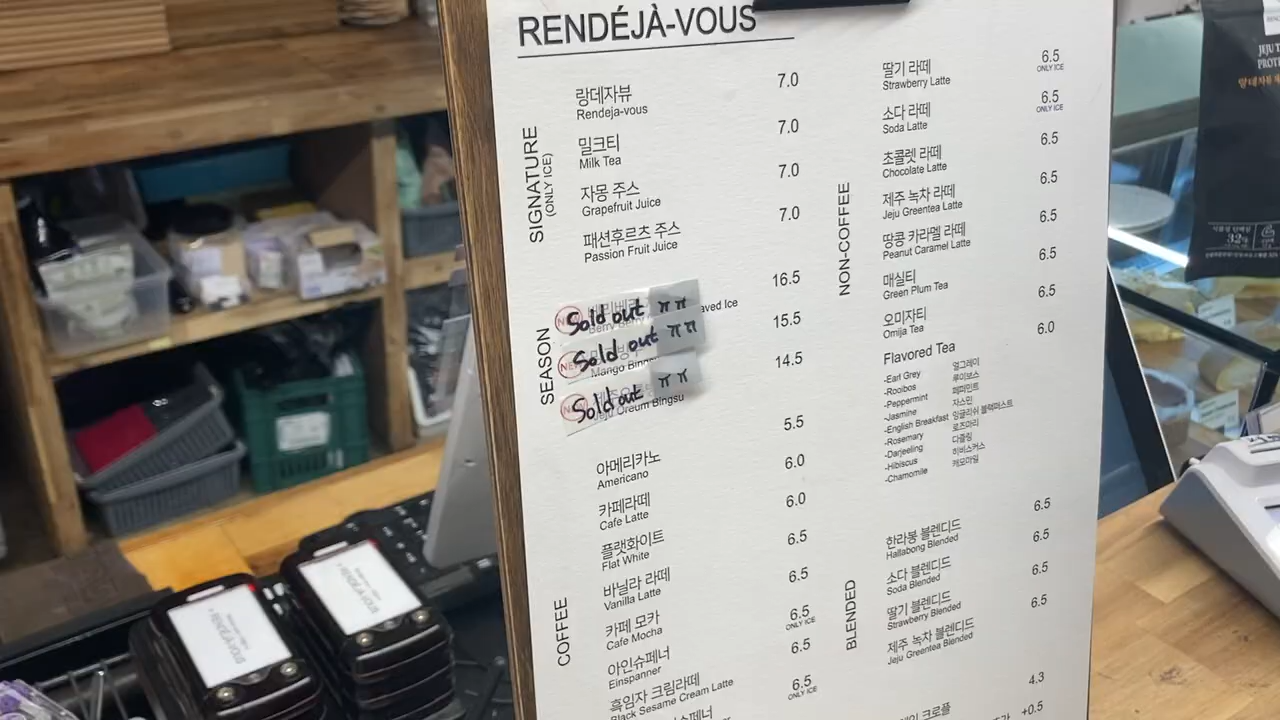 RENDÉJÀ-VOUS
SIGNATURE
(ONLY ICE)
랑데자뷰 7.0
Rendeja-vous
밀크티 7.0
Milk Tea
자몽 주스 7.0
Grapefruit Juice
패션후르츠 주스 7.0
Passion Fruit Juice
SEASON
Sold out ㅠㅠ 16.5
aved Ice
Sold out ㅠㅠ 15.5
Mango Bingsu
Sold out ㅠㅠ 14.5
Jeju Oreum Bingsu
COFFEE
아메리카노 5.5
Americano
카페라떼 6.0
Cafe Latte
플랫화이트 6.0
Flat White
바닐라 라떼 6.5
Vanilla Latte
카페 모카 6.5
Cafe Mocha
아인슈페너 6.5
ONLY ICE
Einspanner
흑임자 크림라떼 6.5
Black Sesame Cream Latte
6.5
ONLY ICE
NON-COFFEE
딸기 라떼 6.5
Strawberry Latte ONLY ICE
소다 라떼 6.5
Soda Latte ONLY ICE
초콜렛 라떼 6.5
Chocolate Latte
제주 녹차 라떼 6.5
Jeju Greentea Latte
땅콩 카라멜 라떼 6.5
Peanut Caramel Latte
매실티 6.5
Green Plum Tea
오미자티 6.5
Omija Tea
Flavored Tea 6.0
-Earl Grey 얼그레이
-Rooibos 루이보스
-Peppermint 페퍼민트
-Jasmine 자스민
-English Breakfast 잉글리쉬 블랙퍼스트
-Rosemary 로즈마리
-Darjeeling 다즐링
-Hibiscus 히비스커스
-Chamomile 캐모마일
BLENDED
한라봉 블렌디드 6.5
Hallabong Blended
소다 블렌디드 6.5
Soda Blended
딸기 블렌디드 6.5
Strawberry Blended
제주 녹차 블렌디드 6.5
Jeju Greentea Blended
크로플 4.3
+0.5
32%